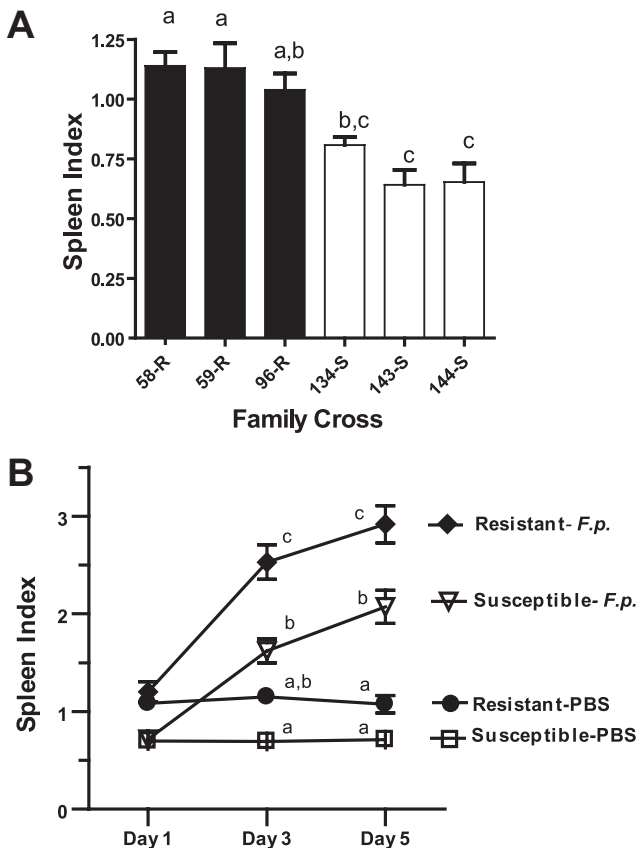 A
Spleen Index
1.25
1.00
0.75
0.50
0.25
0.00
a
a
a,b
b,c
c
c
58-R
59-R
96-R
134-S
143-S
144-S
Family Cross
B
Spleen Index
3
2
1
0
c
c
b
b
a,b
a
a
a
Resistant- F.p.
Susceptible- F.p.
Resistant-PBS
Susceptible-PBS
Day 1
Day 3
Day 5